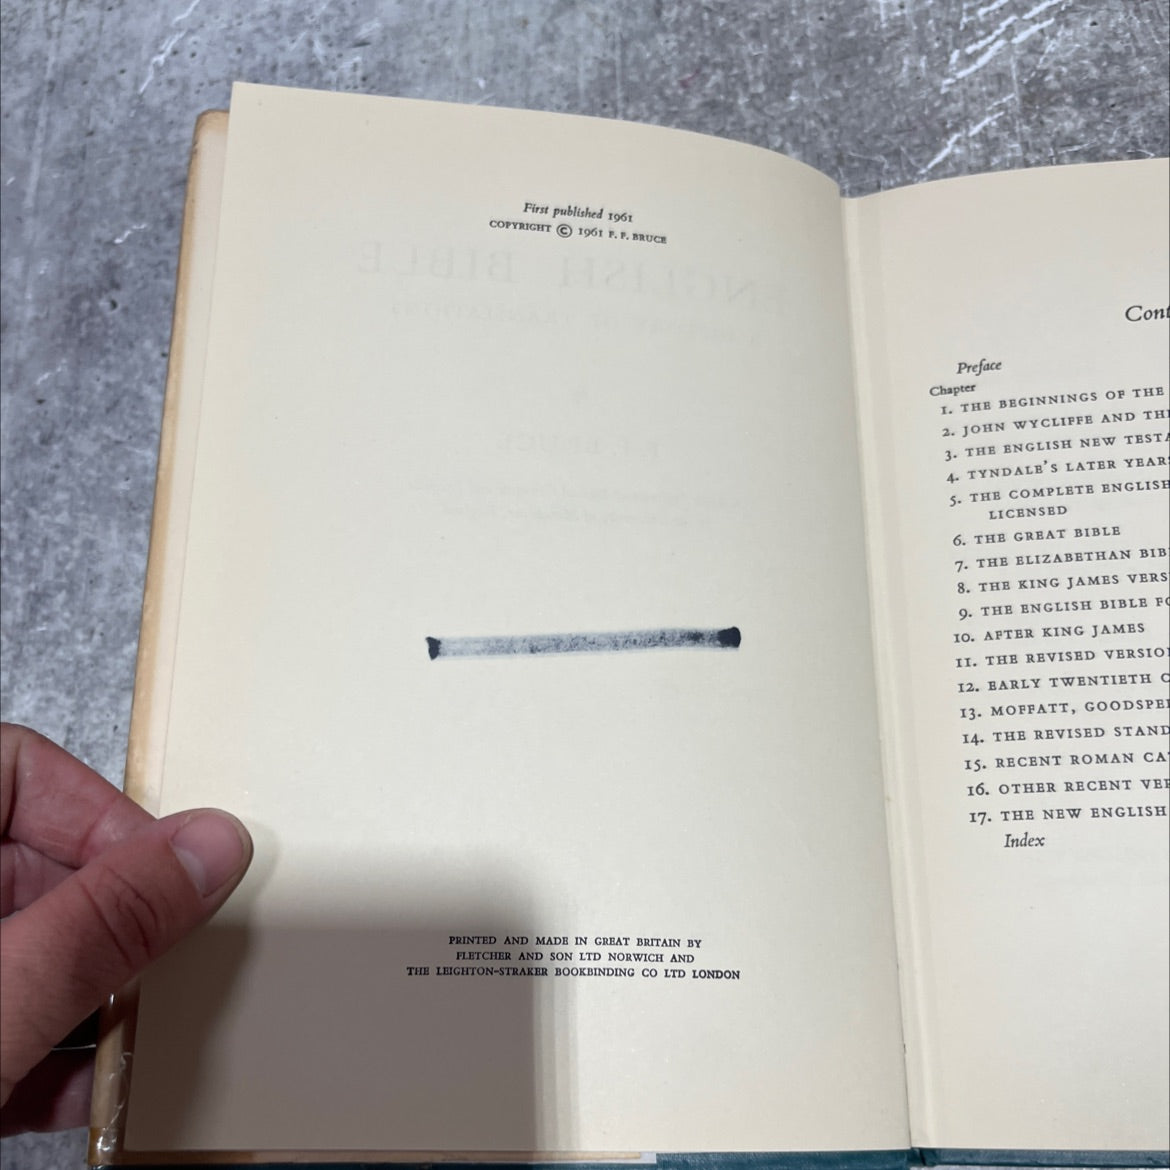 First published 1961
COPYRIGHT © 1961 F. F. BRUCE
PRINTED AND MADE IN GREAT BRITAIN BY
FLETCHER AND SON LTD NORWICH AND
THE LEIGHTON-STRAKER BOOKBINDING CO LTD LONDON
Cont
Preface
Chapter
1. THE BEGINNINGS OF THE
2. JOHN WYCLIFFE AND THE
3. THE ENGLISH NEW TESTA
4. TYNDALE'S LATER YEARS
5. THE COMPLETE ENGLISH
LICENSED
6. THE GREAT BIBLE
7. THE ELIZABETHAN BIB
8. THE KING JAMES VERS
9. THE ENGLISH BIBLE FO
10. AFTER KING JAMES
11. THE REVISED VERSIO
12. EARLY TWENTIETH C
13. MOFFATT, GOODSPE
14. THE REVISED STAND
15. RECENT ROMAN CA
16. OTHER RECENT VER
17. THE NEW ENGLISH
Index